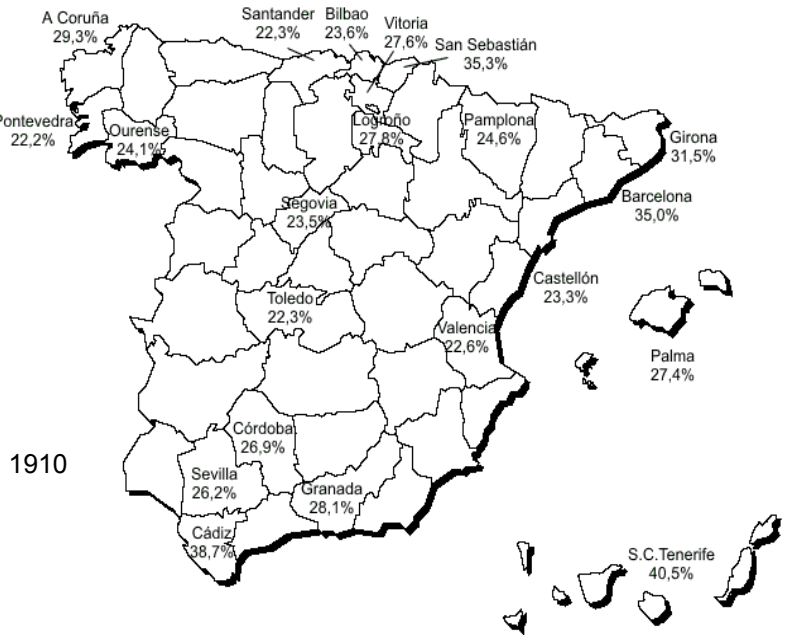 Santander
22,3%
Bilbao
23,6%
Vitoria
27,6%
A Coruña
29,3%
San Sebastián
35,3%
Pontevedra
22,2%
Ourense
24,1%
Logroño
27,8%
Pamplona
24,6%
Girona
31,5%
Barcelona
35,0%
Segovia
23,5%
Castellón
23,3%
Toledo
22,3%
Valencia
22,6%
Palma
27,4%
Córdoba
26,9%
1910
Sevilla
26,2%
Granada
28,1%
Cádiz
38,7%
S.C.Tenerife
40,5%